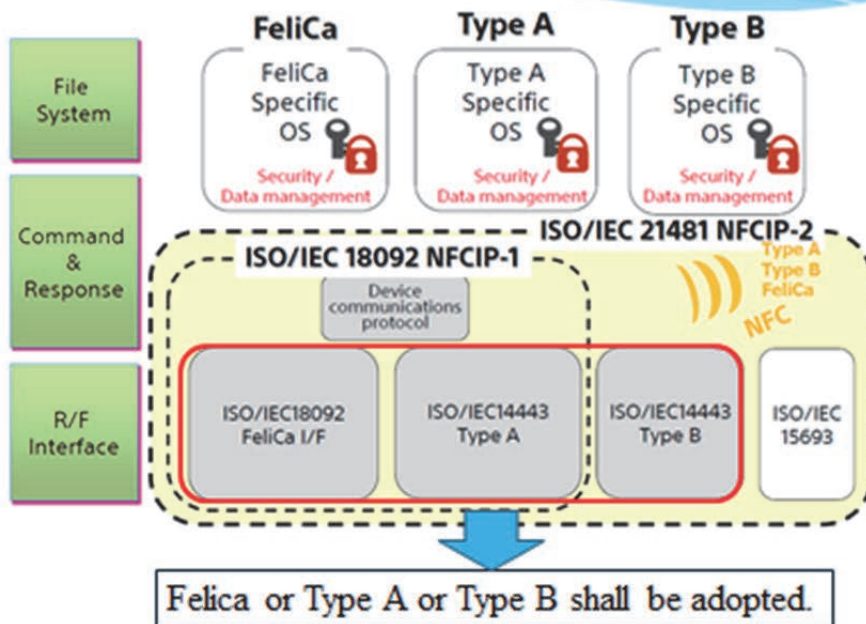 FeliCa
Type A
Type B
File
System
FeliCa
Specific
OS
Security /
Data management
Type A
Specific
OS
Security /
Data management
Type B
Specific
OS
Security /
Data management
Command
&
Response
ISO/IEC 21481 NFCIP-2
ISO/IEC 18092 NFCIP-1
Type A
Type B
FeliCa
NFC
Device
communications
protocol
R/F
Interface
ISO/IEC18092
FeliCa I/F
ISO/IEC14443
Type A
ISO/IEC14443
Type B
ISO/IEC
15693
Felica or Type A or Type B shall be adopted.